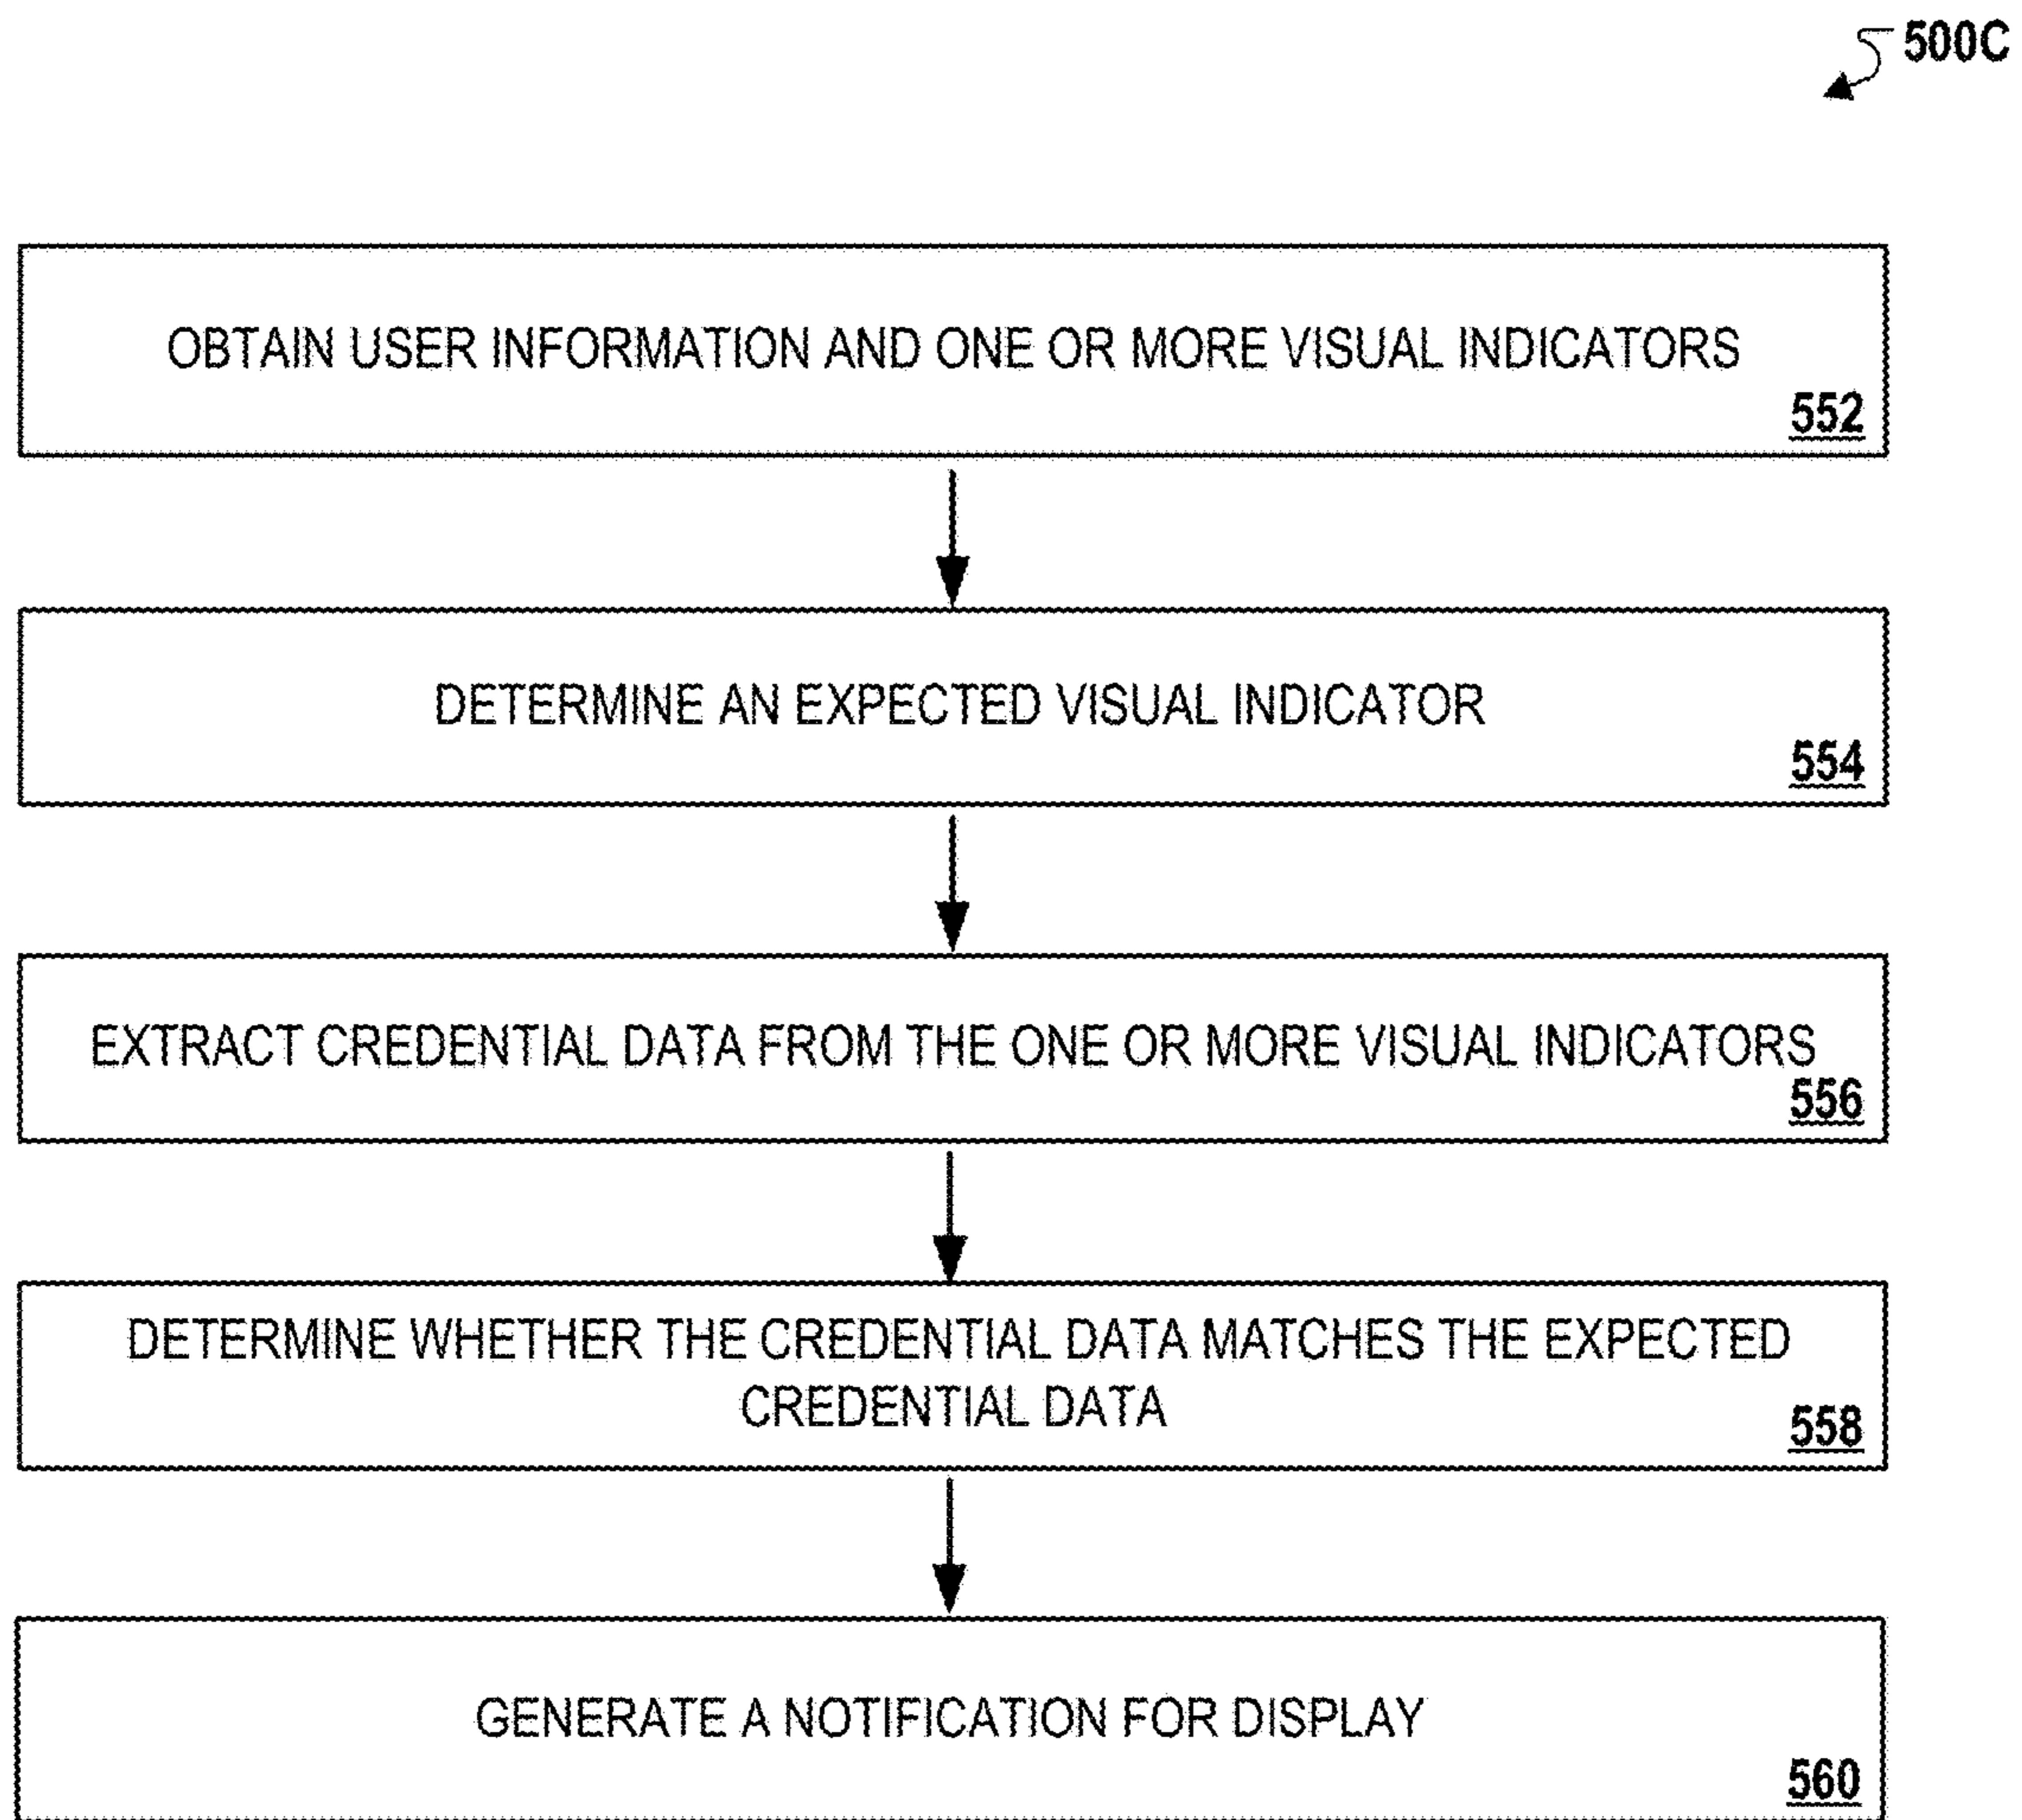 500C
OBTAIN USER INFORMATION AND ONE OR MORE VISUAL INDICATORS
552
DETERMINE AN EXPECTED VISUAL INDICATOR
554
EXTRACT CREDENTIAL DATA FROM THE ONE OR MORE VISUAL INDICATORS
556
DETERMINE WHETHER THE CREDENTIAL DATA MATCHES THE EXPECTED
CREDENTIAL DATA
558
GENERATE A NOTIFICATION FOR DISPLAY
560